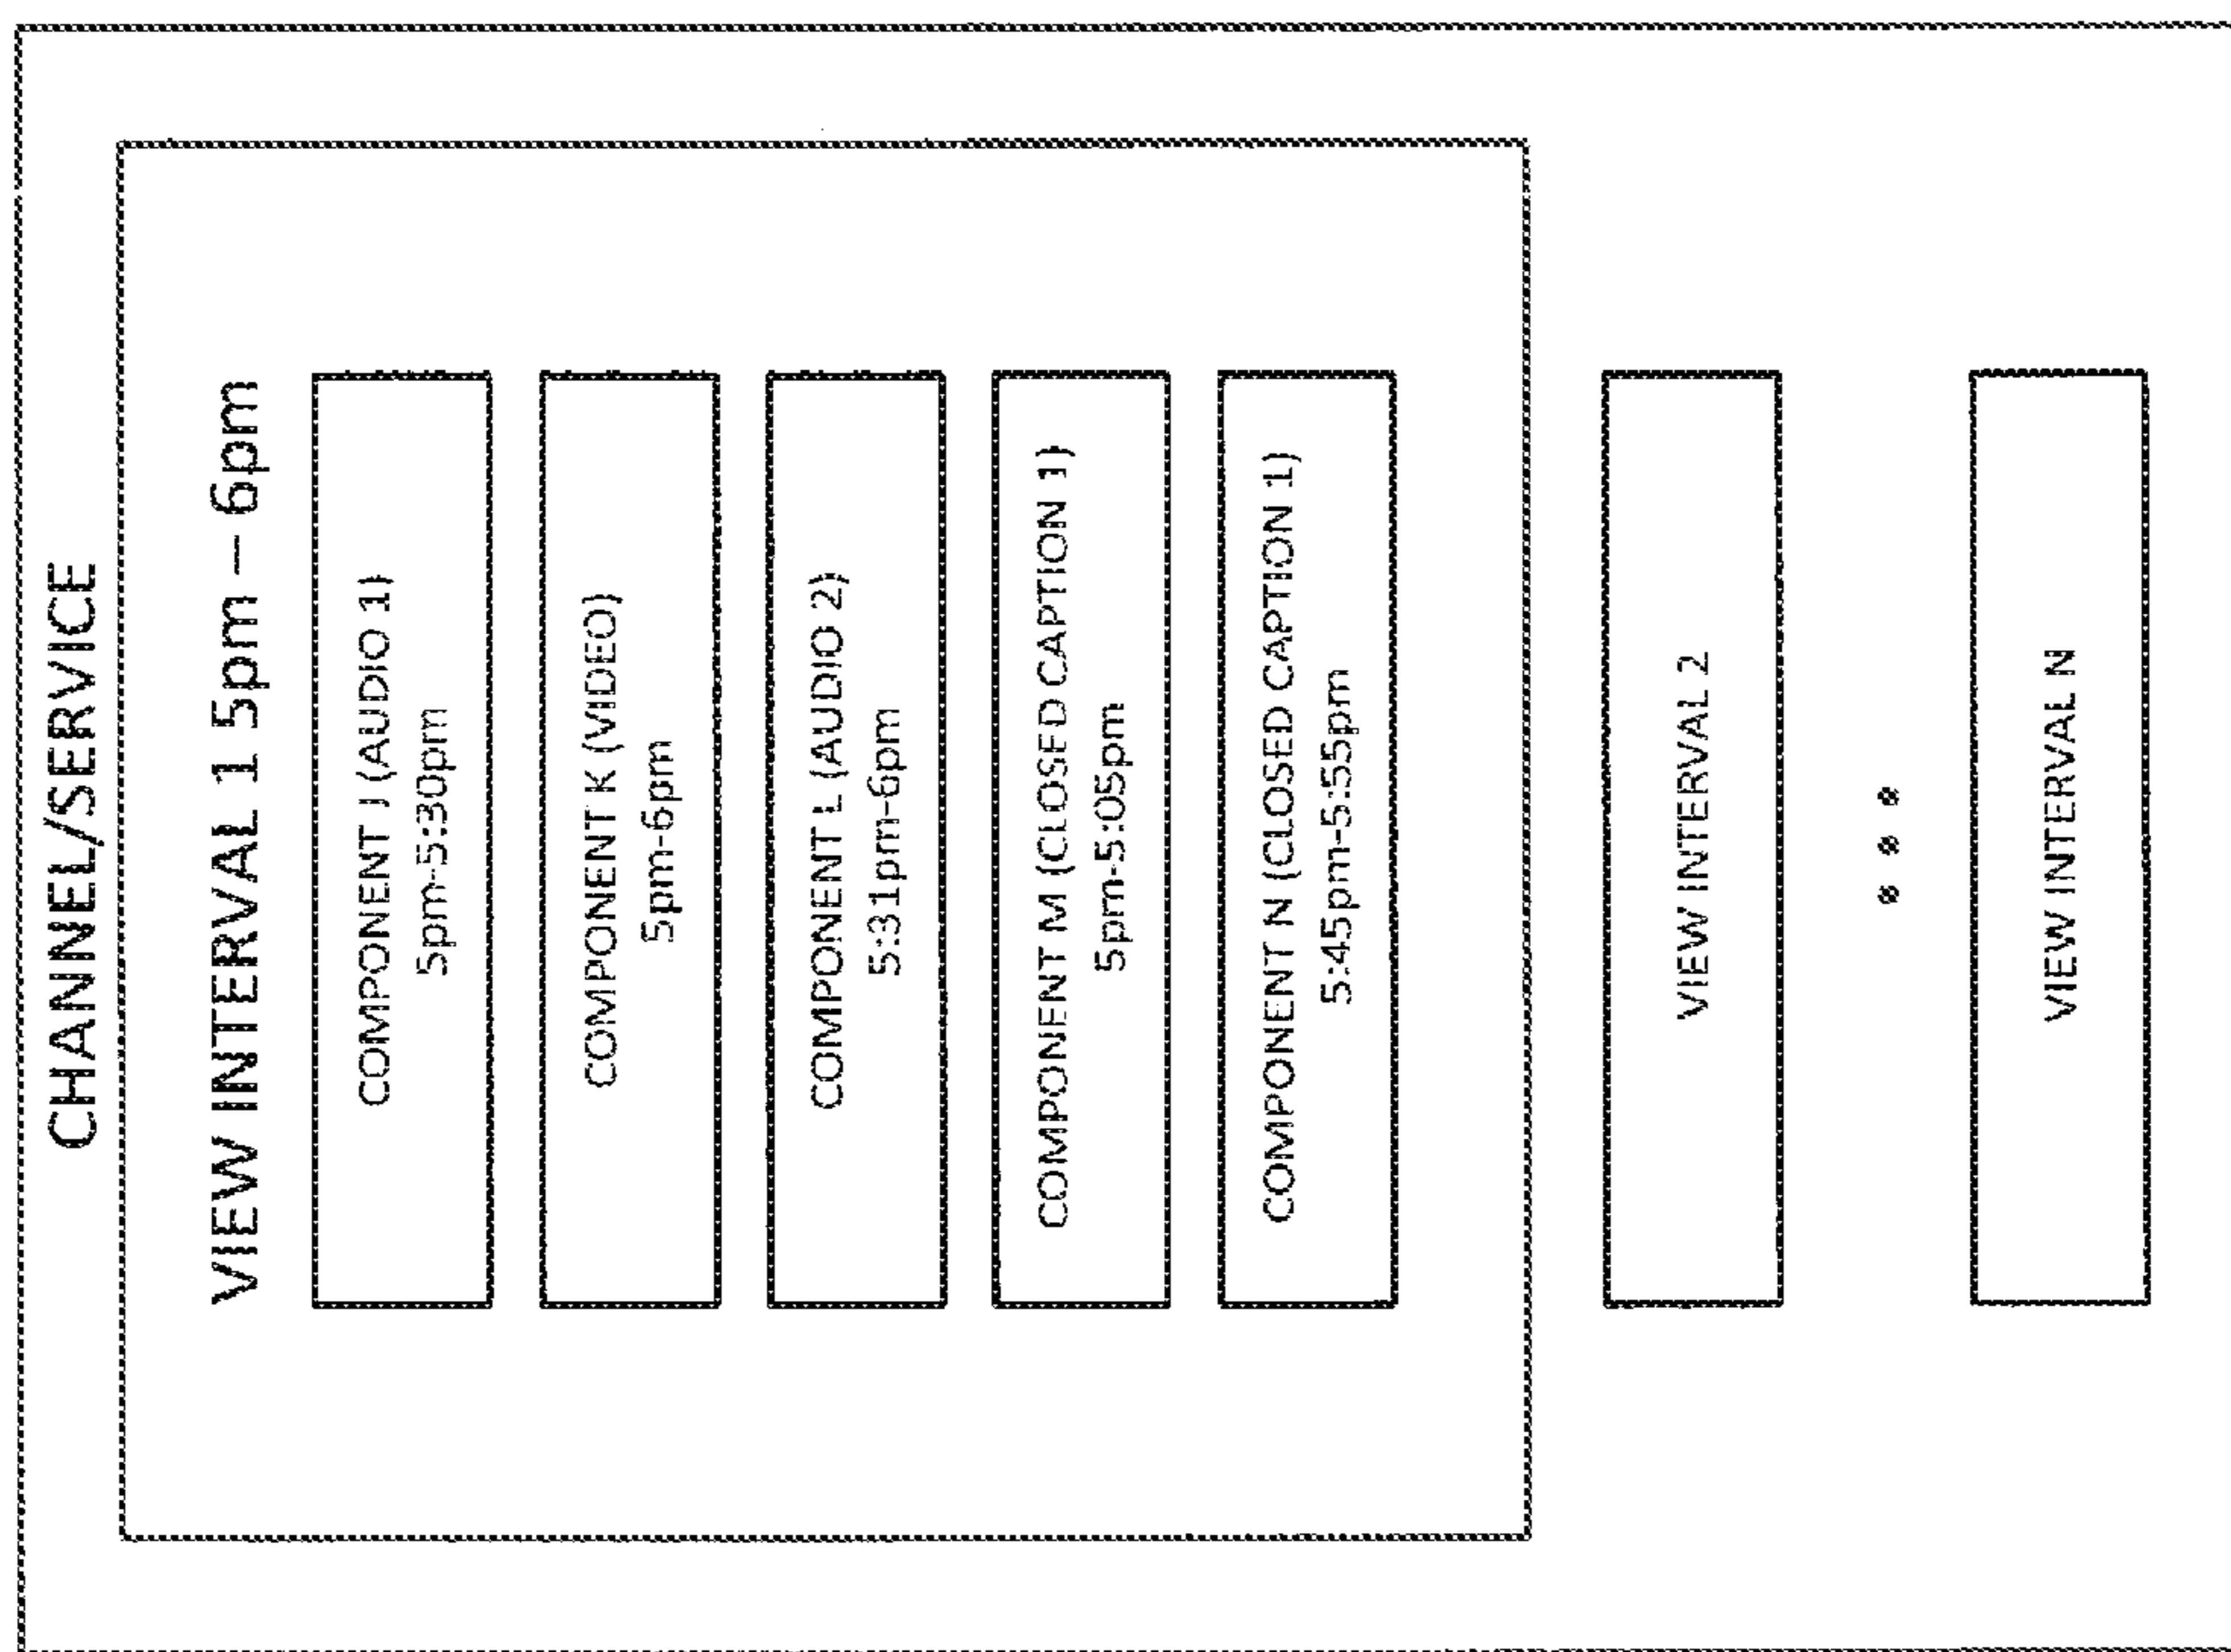 CHANNEL/SERVICE
VIEW INTERVAL 1 5pm – 6pm
COMPONENT J (AUDIO 1)
5pm-5:30pm
COMPONENT K (VIDEO)
5pm-6pm
COMPONENT L (AUDIO 2)
5:31pm-6pm
COMPONENT M (CLOSED CAPTION 1)
5pm-5:05pm
COMPONENT N (CLOSED CAPTION 1)
5:45pm-5:55pm
VIEW INTERVAL 2
VIEW INTERVAL N